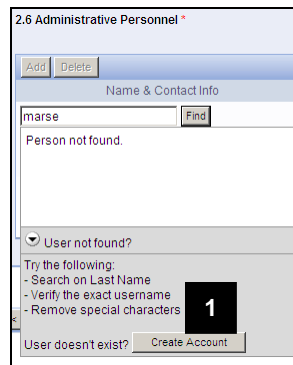 2.6 Administrative Personnel *
Add Delete
Name & Contact Info
marse Find
Person not found.
User not found?
Try the following:
- Search on Last Name
- Verify the exact username
- Remove special characters
1
<
User doesn't exist? Create Account